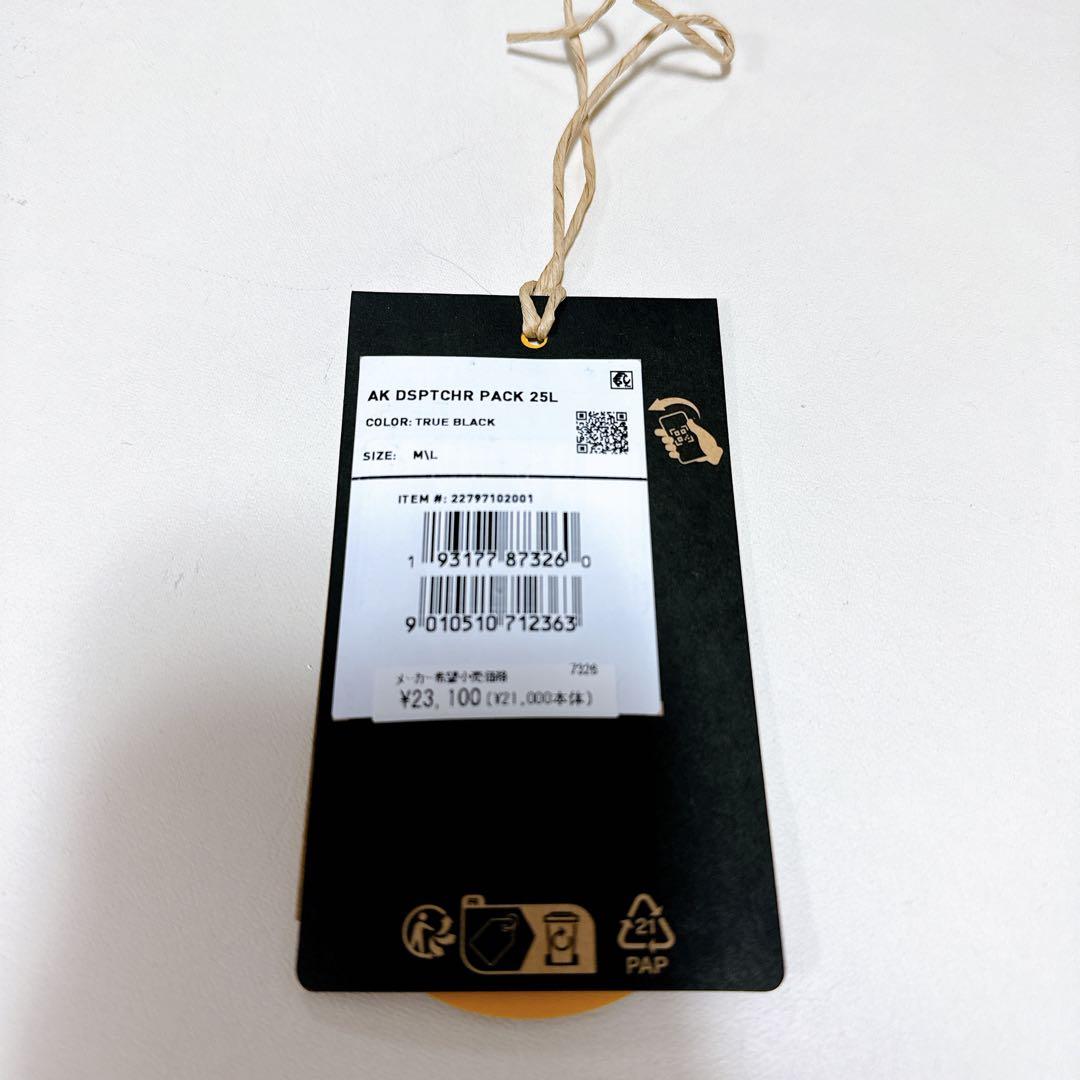 AK DSPTCHR PACK 25L
COLOR: TRUE BLACK
SIZE: M\L
ITEM #: 22797102001
1 93177 87326 0
9 010510 712363
メーカー希望小売価格 7326
¥23,100(¥21,000本体)
FR
21
PAP